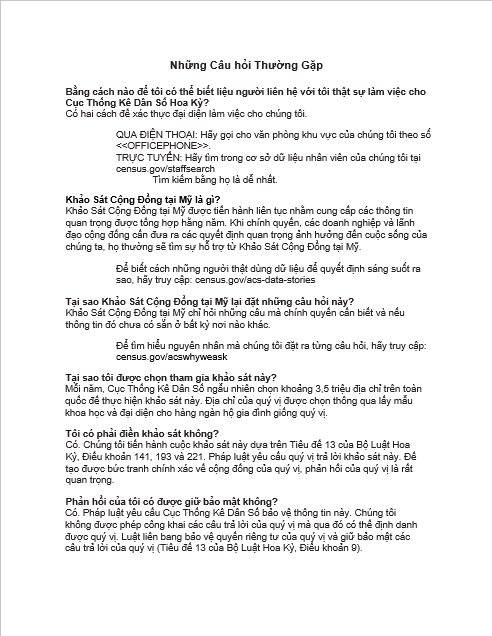 Những Câu hỏi Thường Gặp
Bằng cách nào để tôi có thể biết liệu người liên hệ với tôi thật sự làm việc cho
Cục Thống Kê Dân Số Hoa Kỳ?
Có hai cách để xác thực đại diện làm việc cho chúng tôi.
QUA ĐIỆN THOẠI: Hãy gọi cho văn phòng khu vực của chúng tôi theo số
<<OFFICEPHONE>>.
TRỰC TUYẾN: Hãy tìm trong cơ sở dữ liệu nhân viên của chúng tôi tại
census.gov/staffsearch
Tìm kiếm bằng họ là dễ nhất.
Khảo Sát Cộng Đồng tại Mỹ là gì?
Khảo Sát Cộng Đồng tại Mỹ được tiến hành liên tục nhằm cung cấp các thông tin
quan trọng được tổng hợp hằng năm. Khi chính quyền, các doanh nghiệp và lãnh
đạo cộng đồng cần đưa ra các quyết định quan trọng ảnh hưởng đến cuộc sống của
chúng ta, họ thường sẽ tìm sự hỗ trợ từ Khảo Sát Cộng Đồng tại Mỹ.
Để biết cách những người thật dùng dữ liệu để quyết định sáng suốt ra
sao, hãy truy cập: census.gov/acs-data-stories
Tại sao Khảo Sát Cộng Đồng tại Mỹ lại đặt những câu hỏi này?
Khảo Sát Cộng Đồng tại Mỹ chỉ hỏi những câu mà chính quyền cần biết và nếu
thông tin đó chưa có sẵn ở bất kỳ nơi nào khác.
Để tìm hiểu nguyên nhân mà chúng tôi đặt ra từng câu hỏi, hãy truy cập:
census.gov/acswhyweask
Tại sao tôi được chọn tham gia khảo sát này?
Mỗi năm, Cục Thống Kê Dân Số ngẫu nhiên chọn khoảng 3,5 triệu địa chỉ trên toàn
quốc để thực hiện khảo sát này. Địa chỉ của quý vị được chọn thông qua lấy mẫu
khoa học và đại diện cho hàng ngàn hộ gia đình giống quý vị.
Tôi có phải điền khảo sát không?
Có. Chúng tôi tiến hành cuộc khảo sát này dựa trên Tiêu đề 13 của Bộ Luật Hoa
Kỳ, Điều khoản 141, 193 và 221. Pháp luật yêu cầu quý vị trả lời khảo sát này. Để
tạo được bức tranh chính xác về cộng đồng của quý vị, phản hồi của quý vị là rất
quan trọng.
Phản hồi của tôi có được giữ bảo mật không?
Có. Pháp luật yêu cầu Cục Thống Kê Dân Số bảo vệ thông tin này. Chúng tôi
không được phép công khai các câu trả lời của quý vị mà qua đó có thể định danh
được quý vị. Luật liên bang bảo vệ quyền riêng tư của quý vị và giữ bảo mật các
câu trả lời của quý vị (Tiêu đề 13 của Bộ Luật Hoa Kỳ, Điều khoản 9).